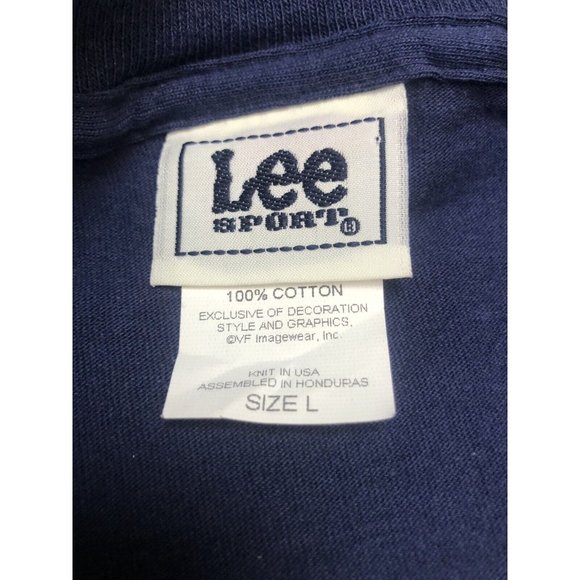 Lee
SPORT®
100% COTTON
EXCLUSIVE OF DECORATION
STYLE AND GRAPHICS.
©VF Imagewear, Inc.
KNIT IN USA
ASSEMBLED IN HONDURAS
SIZE L